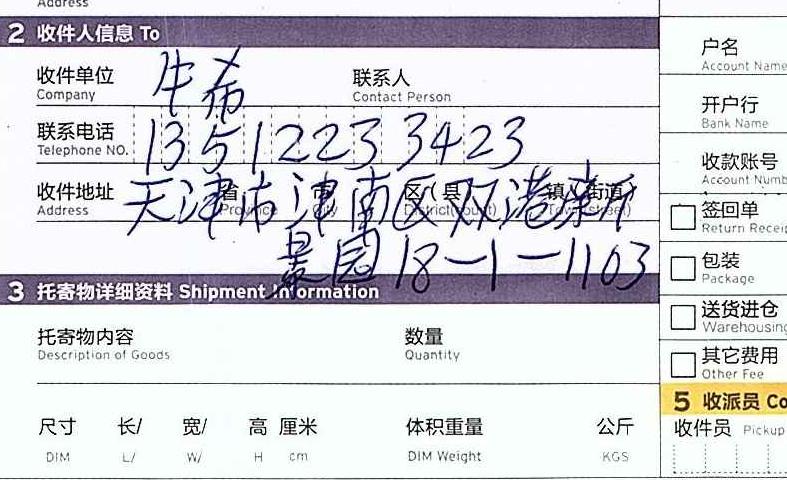 Address
2 收件人信息 To
户名
Account Name
收件单位 牛希 联系人
Company Contact Person
开户行
Bank Name
联系电话 13512233423
Telephone NO.
收款账号
Account Numb
收件地址 省 市 区(县) 镇(街道)
Address Province City District(count) Town(street)
天津市津南区双港新
景园18-1-1103
签回单
Return Receip
包装
Package
3 托寄物详细资料 Shipment Information
送货进仓
Warehousing
托寄物内容 数量
Description of Goods Quantity
其它费用
Other Fee
5 收派员 Co
尺寸 长/ 宽/ 高 厘米 体积重量 公斤
DIM L/ W/ H cm DIM Weight KGS
收件员 Pickup